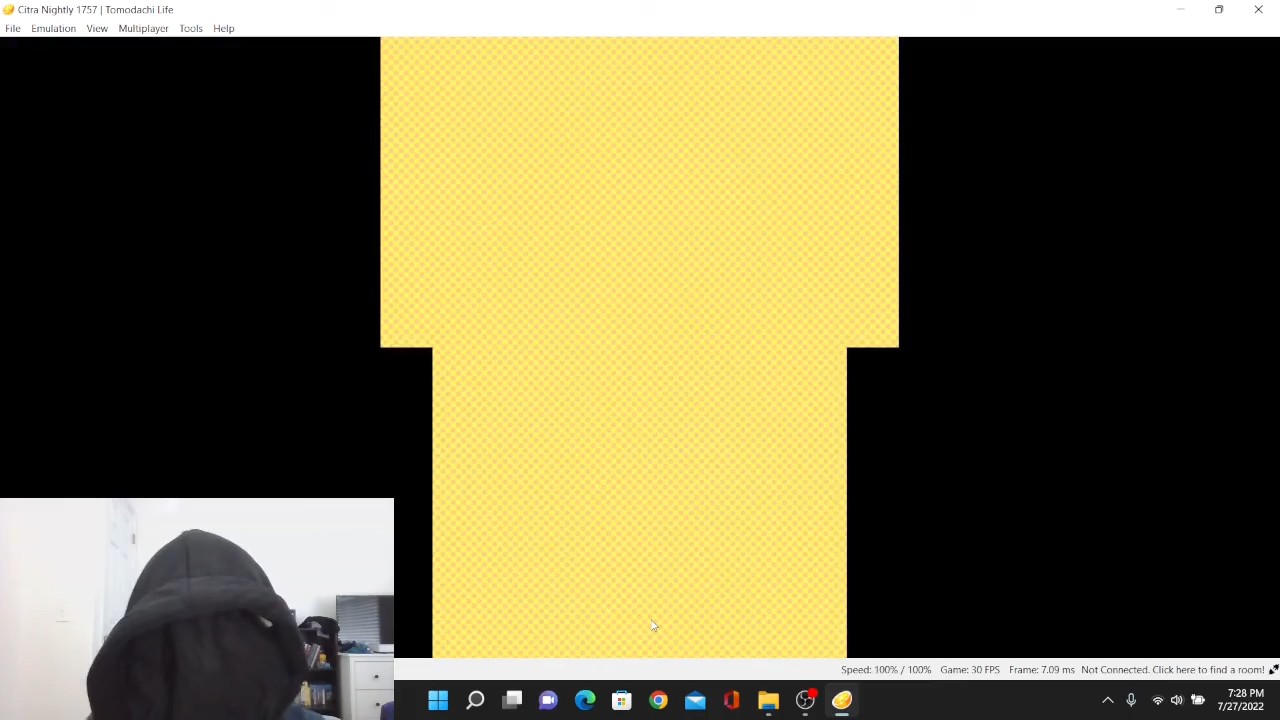 Citra Nightly 1757 | Tomodachi Life
File Emulation View Multiplayer Tools Help
Speed: 100% / 100% Game: 30 FPS Frame: 7.09 ms Not Connected. Click here to find a room!
7:28 PM
7/27/2022